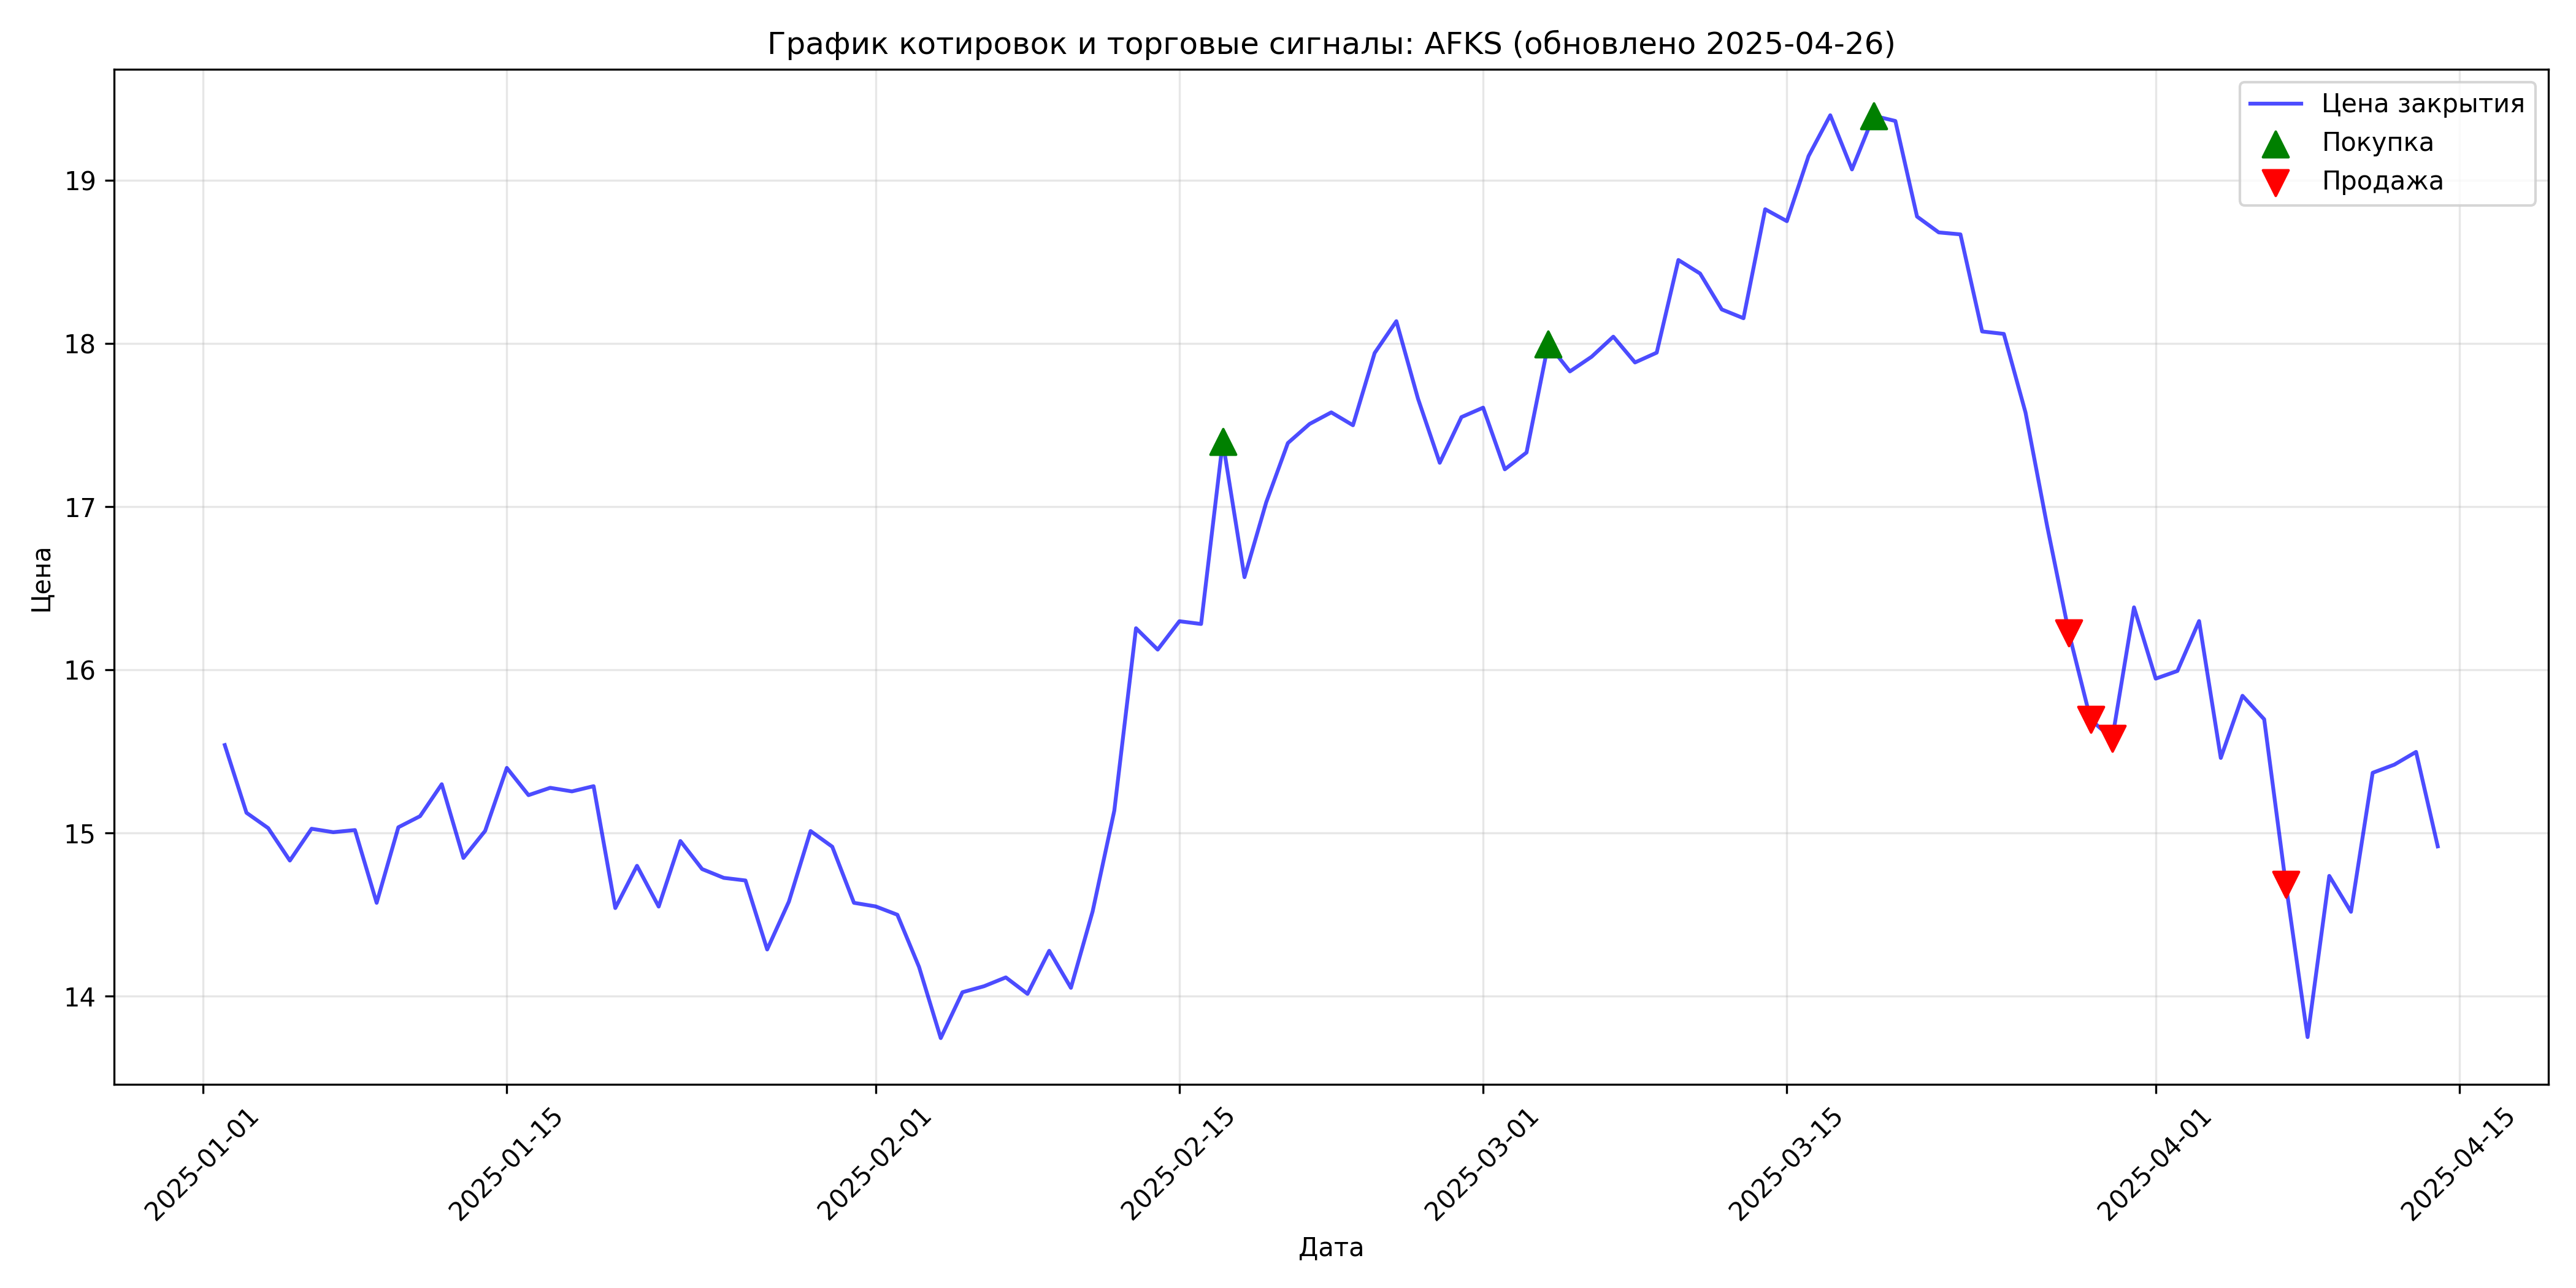 График котировок и торговые сигналы: AFKS (обновлено 2025-04-26)
Цена закрытия
Покупка
Продажа
19
18
17
16
15
14
Цена
2025-01-01
2025-01-15
2025-02-01
2025-02-15
2025-03-01
2025-03-15
2025-04-01
2025-04-15
Дата